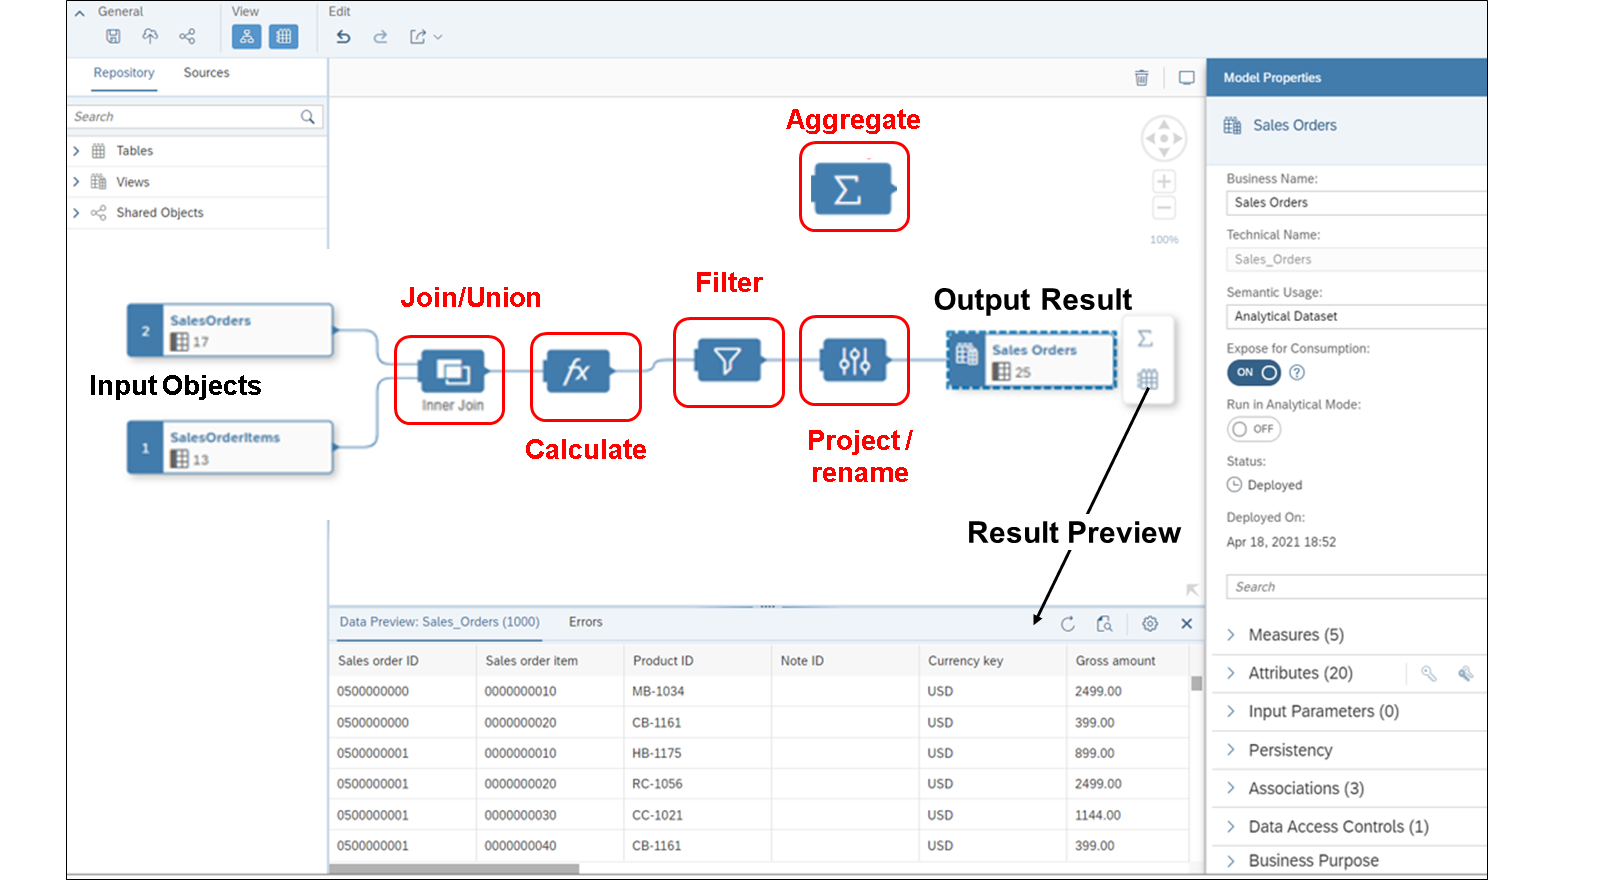 General
View
Edit
Repository
Sources
Search
Tables
Views
Shared Objects
Aggregate
Σ
100%
Join/Union
Filter
Output Result
2
SalesOrders
17
Input Objects
1
SalesOrderItems
13
Inner Join
fx
Calculate
Project /
rename
Sales Orders
25
Σ
Result Preview
Data Preview: Sales_Orders (1000)
Errors
Sales order ID Sales order item Product ID Note ID Currency key Gross amount
0500000000 0000000010 MB-1034 USD 2499.00
0500000000 0000000020 CB-1161 USD 399.00
0500000001 0000000010 HB-1175 USD 899.00
0500000001 0000000020 RC-1056 USD 2499.00
0500000001 0000000030 CC-1021 USD 1144.00
0500000001 0000000040 CB-1161 USD 399.00
Model Properties
Sales Orders
Business Name:
Sales Orders
Technical Name:
Sales_Orders
Semantic Usage:
Analytical Dataset
Expose for Consumption:
ON
?
Run in Analytical Mode:
OFF
Status:
Deployed
Deployed On:
Apr 18, 2021 18:52
Search
Measures (5)
Attributes (20)
Input Parameters (0)
Persistency
Associations (3)
Data Access Controls (1)
Business Purpose